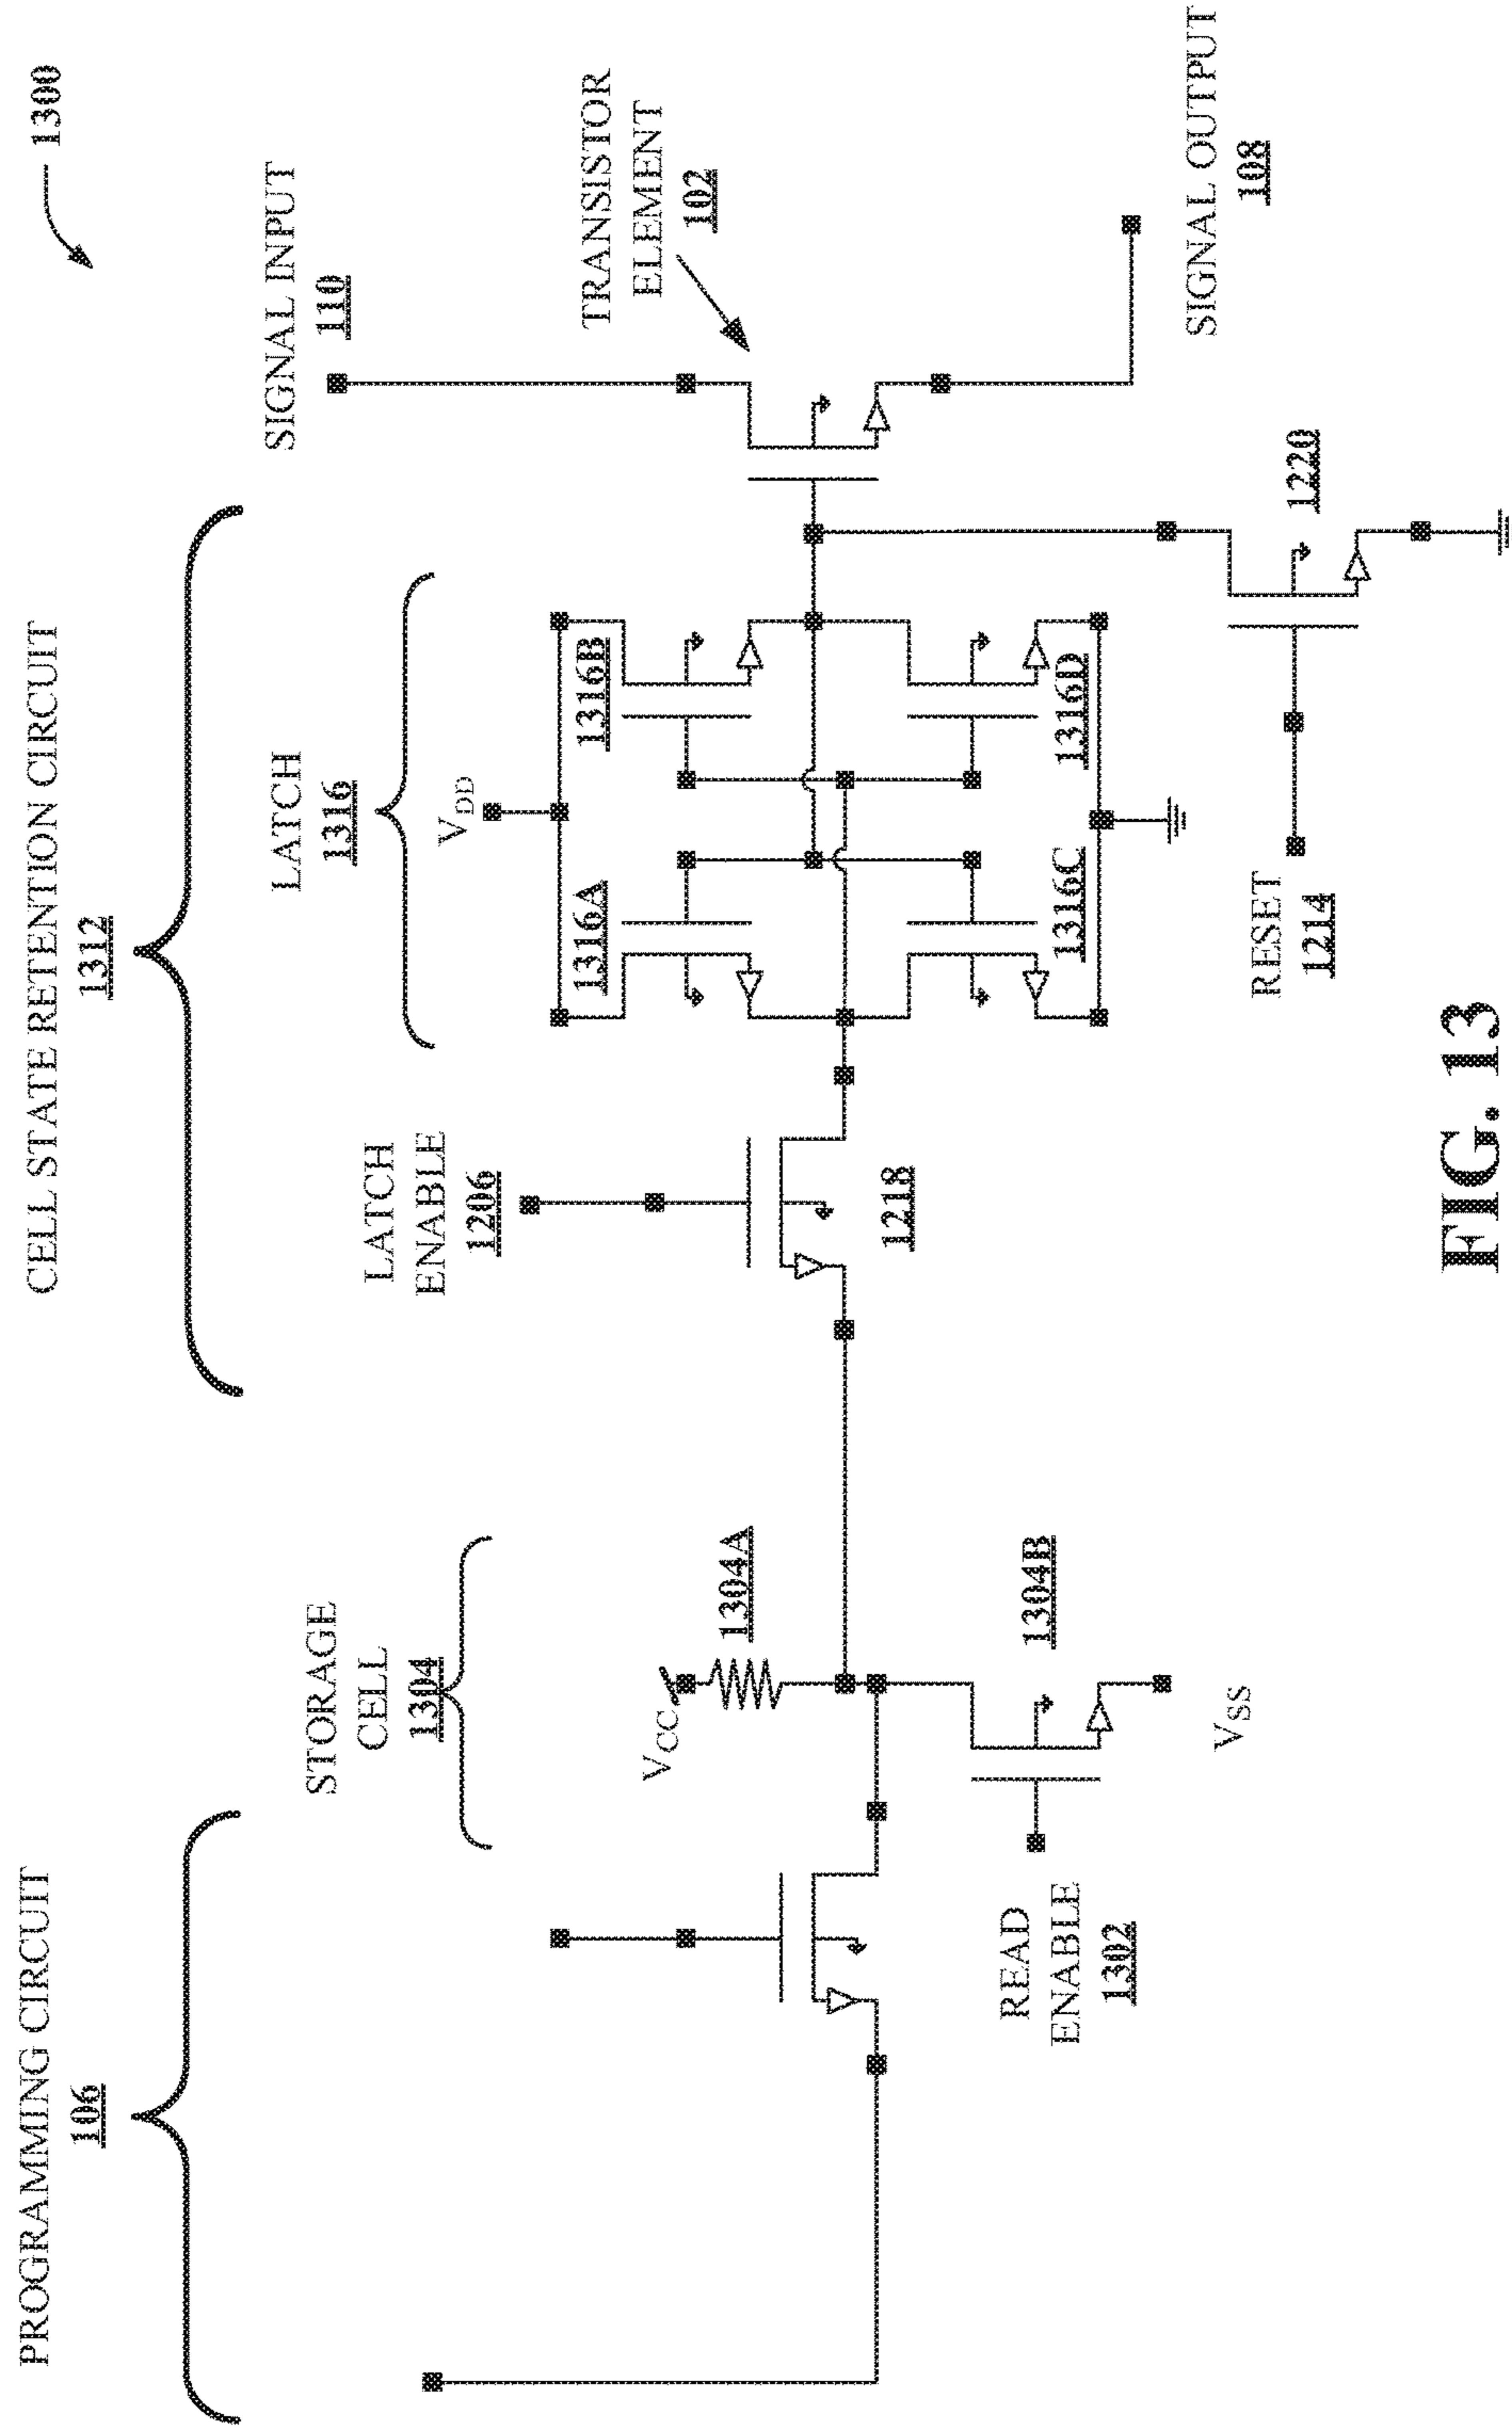 1300
PROGRAMMING CIRCUIT
106
CELL STATE RETENTION CIRCUIT
1312
STORAGE
CELL
1304
LATCH
ENABLE
1206
LATCH
1316
SIGNAL INPUT
110
VCC
1304A
VDD
1316A
1316B
TRANSISTOR
ELEMENT
102
1218
READ
ENABLE
1302
1304B
1316C
1316D
VSS
RESET
1214
1220
SIGNAL OUTPUT
108
FIG. 13